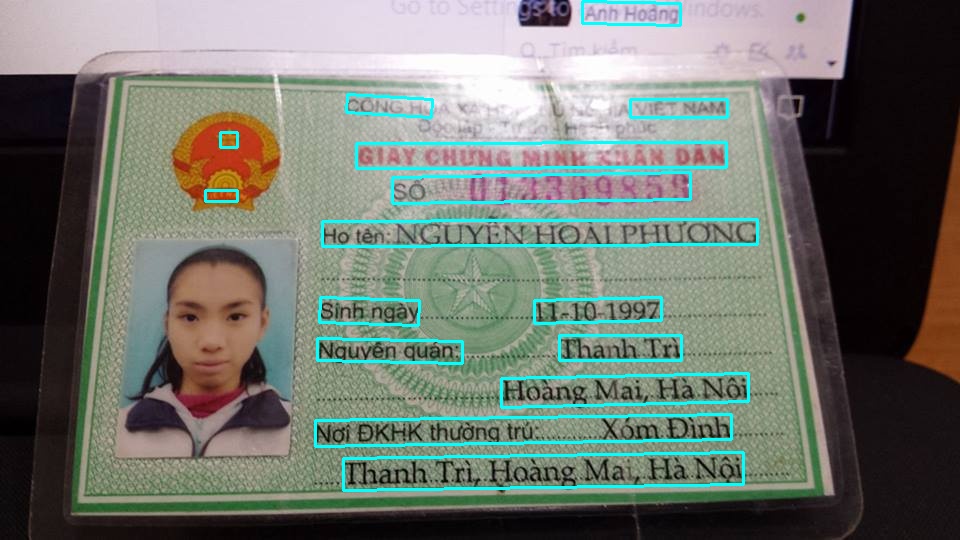 Go to Settings to Windows.
Anh Hoàng
Tìm kiếm
CỘNG HÒA XÃ HỘI CHỦ NGHĨA VIỆT NAM
Độc lập - Tự do - Hạnh phúc
GIẤY CHỨNG MINH NHÂN DÂN
SỐ
Họ tên: NGUYỄN HOÀI PHƯƠNG
Sinh ngày 11-10-1997
Nguyên quán: Thanh Trì
Hoàng Mai, Hà Nội
Nơi ĐKHK thường trú: Xóm Đình
Thanh Trì, Hoàng Mai, Hà Nội